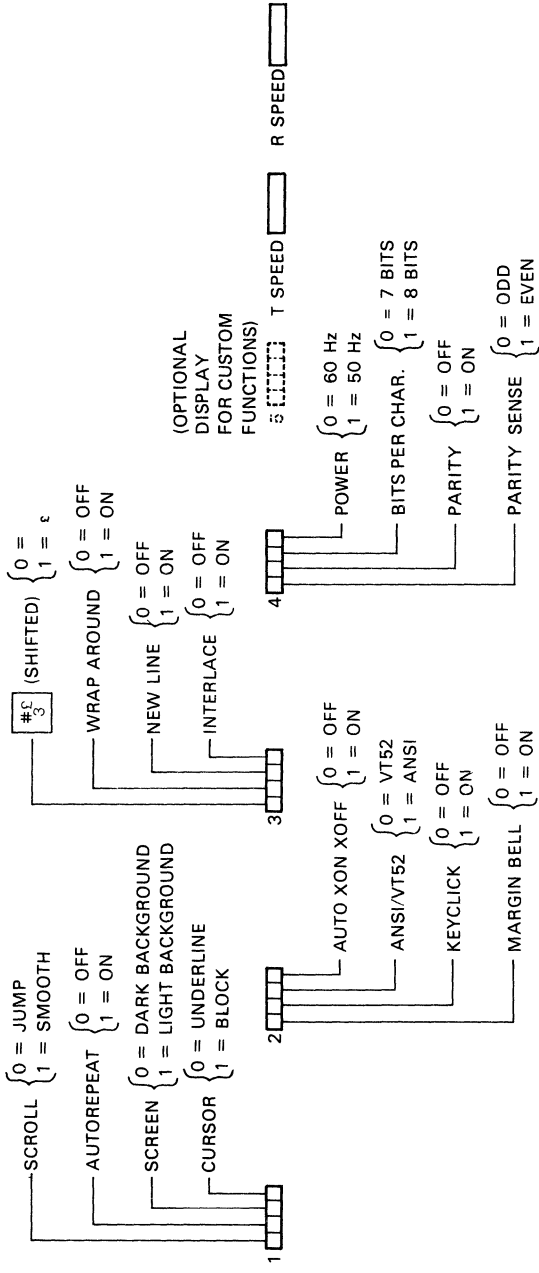 SCROLL
0 = JUMP
1 = SMOOTH
AUTOREPEAT
0 = OFF
1 = ON
SCREEN
0 = DARK BACKGROUND
1 = LIGHT BACKGROUND
CURSOR
0 = UNDERLINE
1 = BLOCK
1
2
AUTO XON XOFF
0 = OFF
1 = ON
ANSI/VT52
0 = VT52
1 = ANSI
KEYCLICK
0 = OFF
1 = ON
MARGIN BELL
0 = OFF
1 = ON
#£
3
(SHIFTED)
0 =
1 = £
WRAP AROUND
0 = OFF
1 = ON
NEW LINE
0 = OFF
1 = ON
INTERLACE
0 = OFF
1 = ON
3
4
POWER
0 = 60 Hz
1 = 50 Hz
BITS PER CHAR.
0 = 7 BITS
1 = 8 BITS
PARITY
0 = OFF
1 = ON
PARITY SENSE
0 = ODD
1 = EVEN
(OPTIONAL
DISPLAY
FOR CUSTOM
FUNCTIONS)
T SPEED
R SPEED